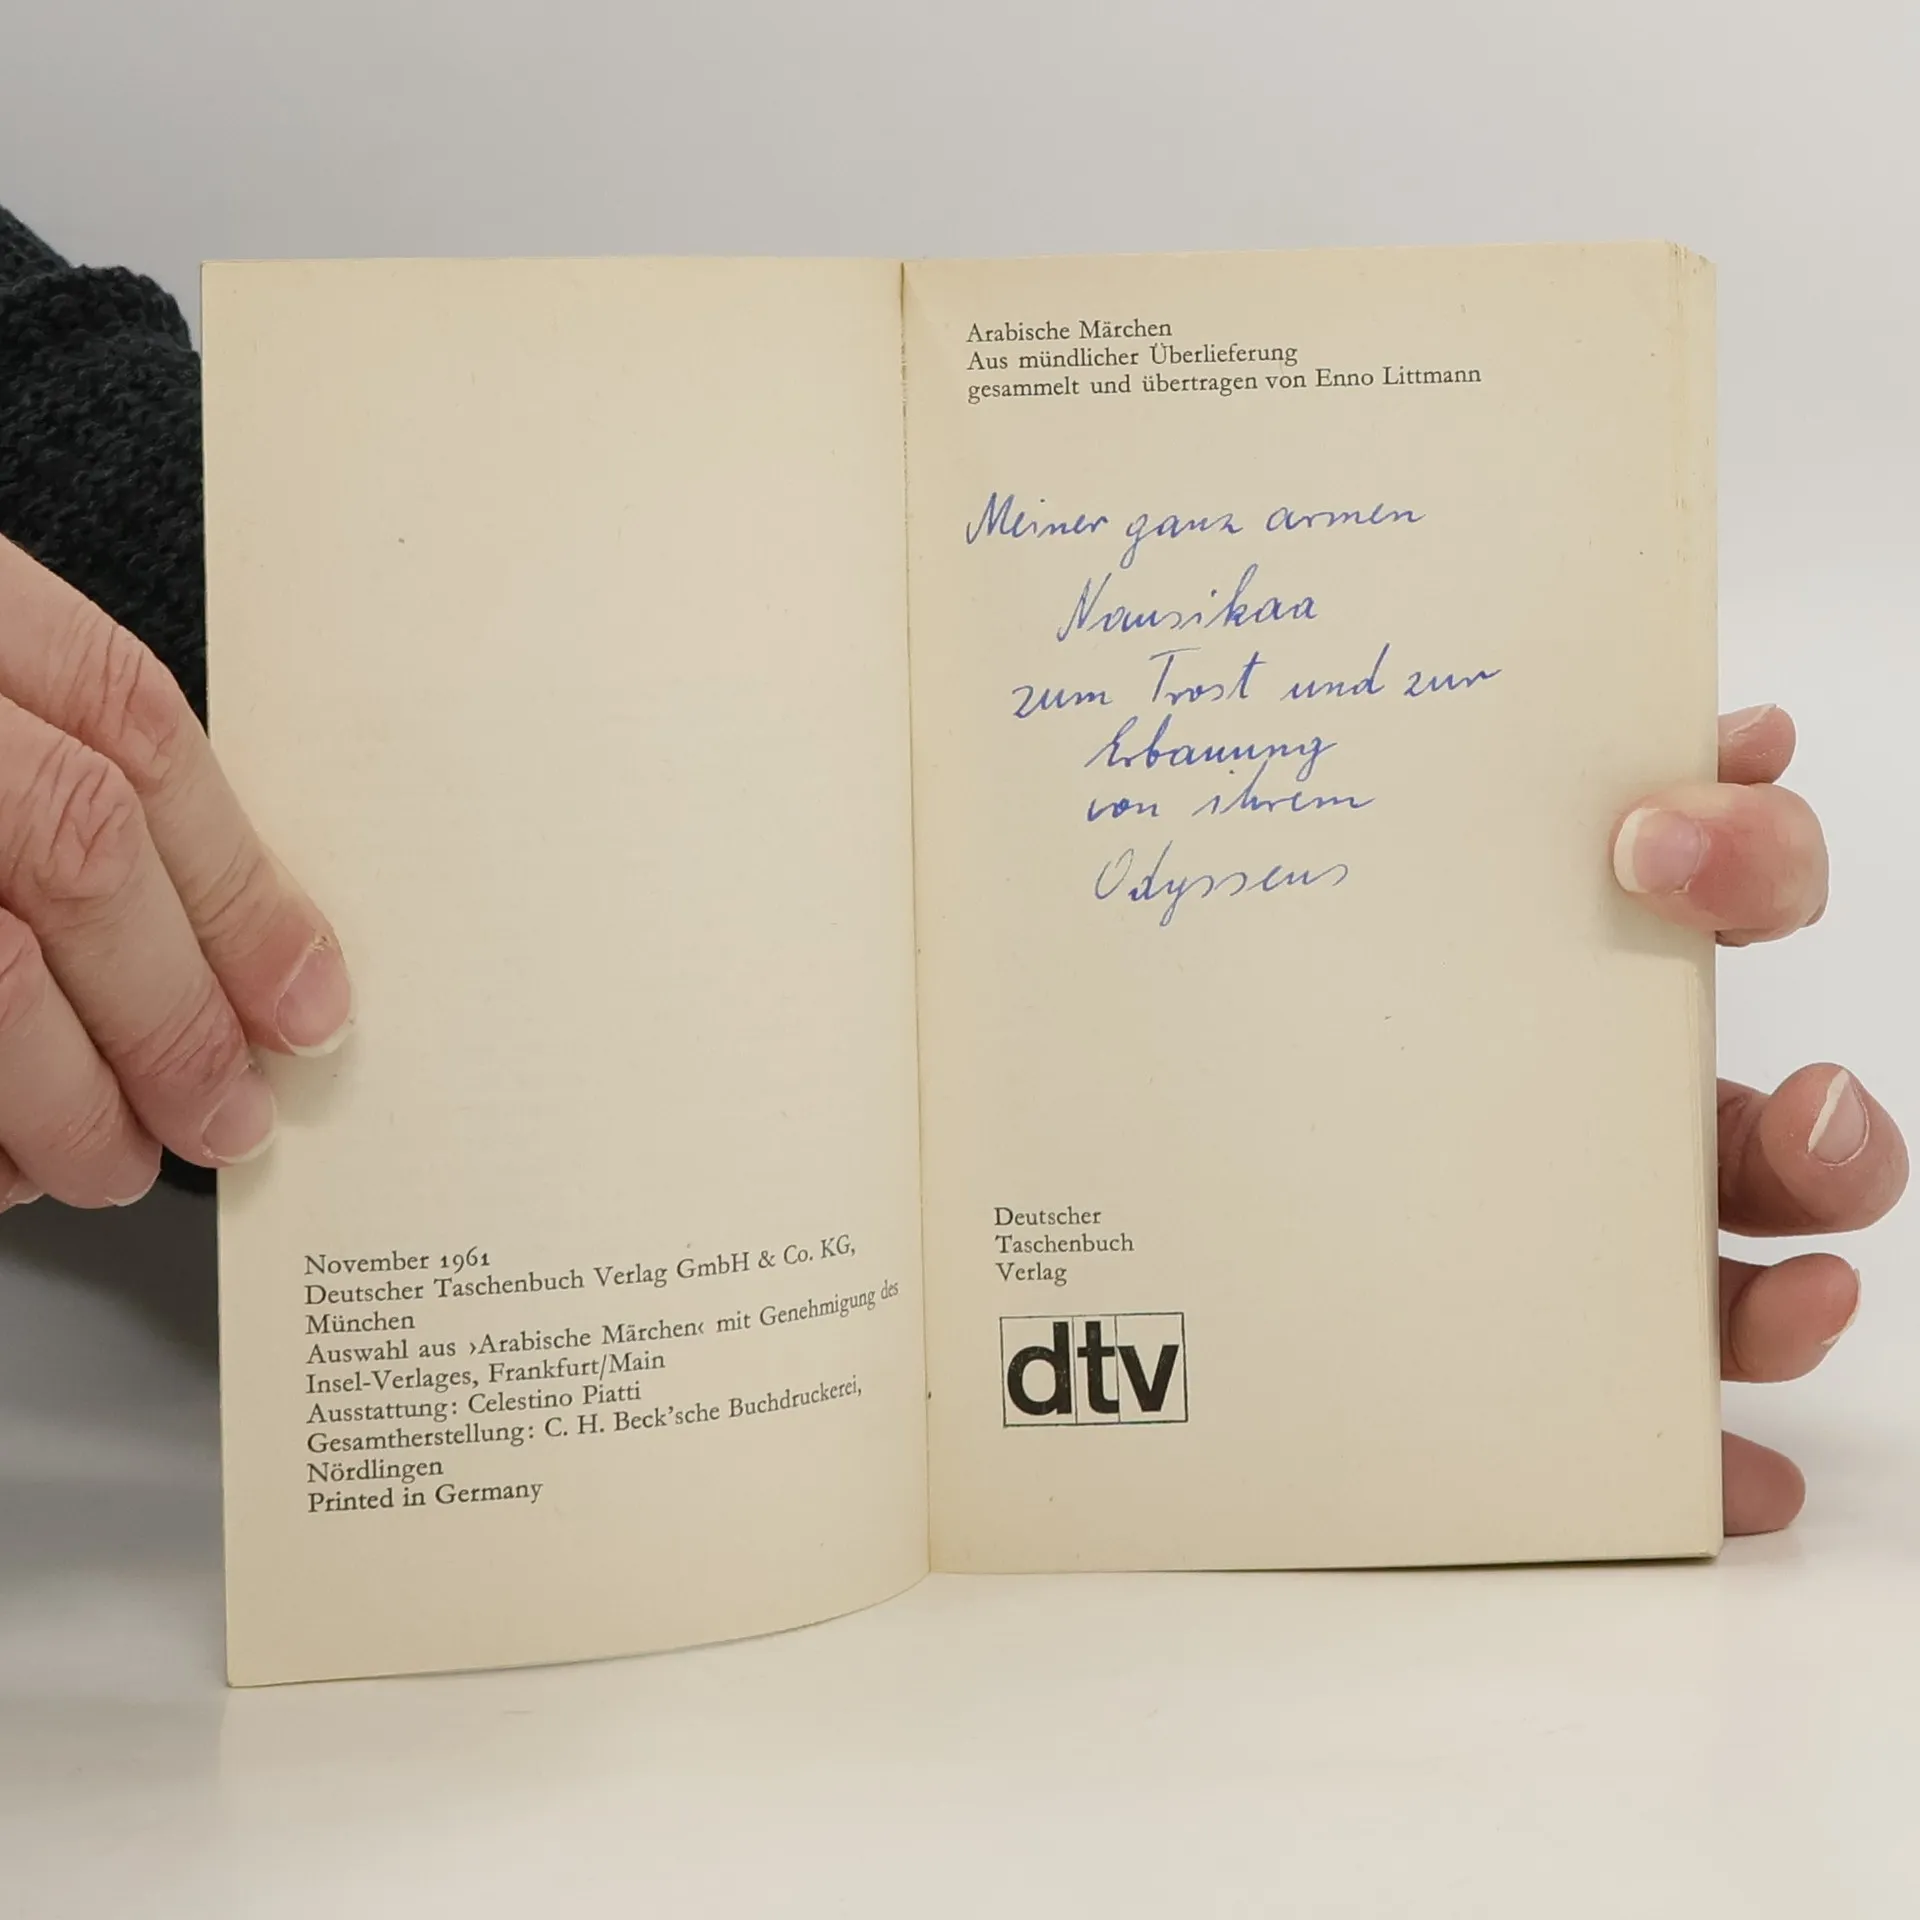 November 1961
Deutscher Taschenbuch Verlag GmbH & Co. KG,
München
Auswahl aus ›Arabische Märchen‹ mit Genehmigung des
Insel-Verlages, Frankfurt/Main
Ausstattung: Celestino Piatti
Gesamtherstellung: C. H. Beck'sche Buchdruckerei,
Nördlingen
Printed in Germany
Arabische Märchen
Aus mündlicher Überlieferung
gesammelt und übertragen von Enno Littmann
Meiner ganz armen
Nausikaa
zum Trost und zur
Erbauung
von ihrem
Odysseus
Deutscher
Taschenbuch
Verlag
dtv